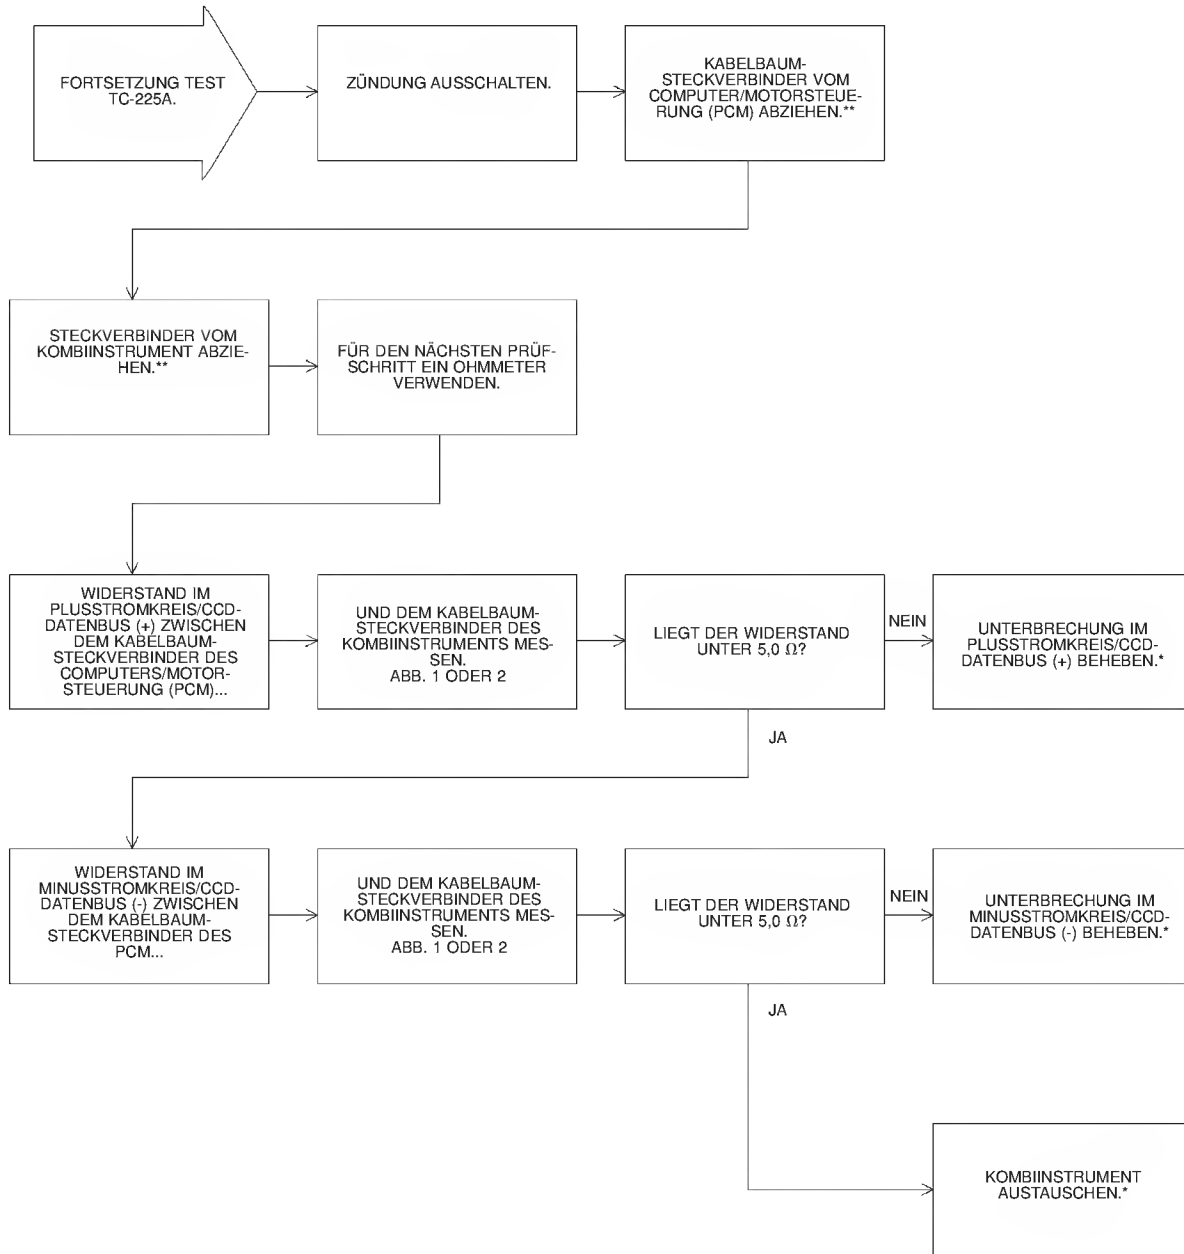 FORTSETZUNG TEST
TC-225A.
ZÜNDUNG AUSSCHALTEN.
KABELBAUM-
STECKVERBINDER VOM
COMPUTER/MOTORSTEUE-
RUNG (PCM) ABZIEHEN.**
STECKVERBINDER VOM
KOMBIINSTRUMENT ABZIE-
HEN.**
FÜR DEN NÄCHSTEN PRÜF-
SCHRITT EIN OHMMETER
VERWENDEN.
WIDERSTAND IM
PLUSSTROMKREIS/CCD-
DATENBUS (+) ZWISCHEN
DEM KABELBAUM-
STECKVERBINDER DES
COMPUTERS/MOTOR-
STEUERUNG (PCM)...
UND DEM KABELBAUM-
STECKVERBINDER DES
KOMBIINSTRUMENTS MES-
SEN.
ABB. 1 ODER 2
LIEGT DER WIDERSTAND
UNTER 5,0 Ω?
NEIN
UNTERBRECHUNG IM
PLUSSTROMKREIS/CCD-
DATENBUS (+) BEHEBEN.*
JA
WIDERSTAND IM
MINUSSTROMKREIS/CCD-
DATENBUS (-) ZWISCHEN
DEM KABELBAUM-
STECKVERBINDER DES
PCM...
UND DEM KABELBAUM-
STECKVERBINDER DES
KOMBIINSTRUMENTS MES-
SEN.
ABB. 1 ODER 2
LIEGT DER WIDERSTAND
UNTER 5,0 Ω?
NEIN
UNTERBRECHUNG IM
MINUSSTROMKREIS/CCD-
DATENBUS (-) BEHEBEN.*
JA
KOMBIINSTRUMENT
AUSTAUSCHEN.*